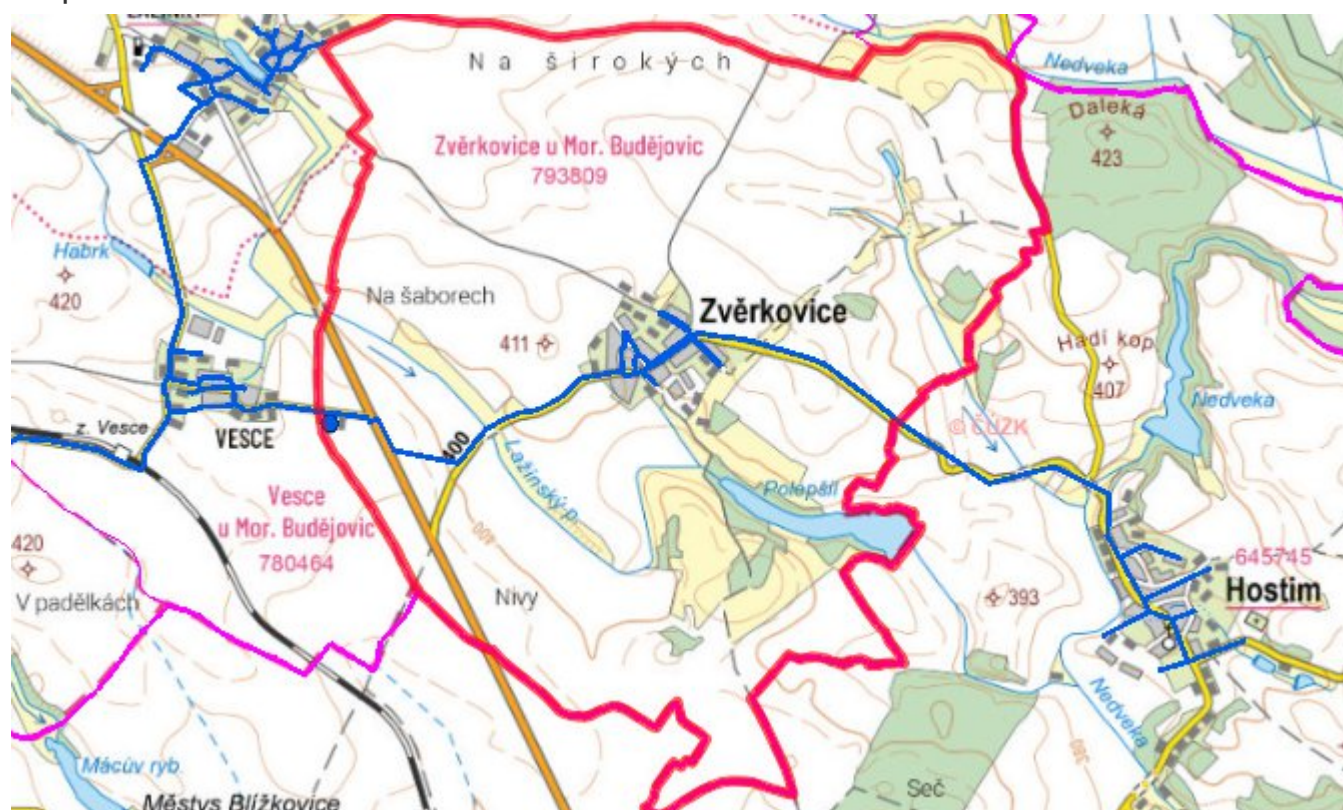 Na širokých
Nedveka
Daleká
423
Zvěrkovice u Mor. Budějovic
793809
Habrk
420
Na šaborech
Zvěrkovice
411
Hadí kop
407
Nedveka
z. Vesce
VESCE
400
© ČÚZK
Lažínský p.
Polepšil
Vesce
u Mor. Budějovic
780464
400
420
V padělkách
Nivy
393
645745
Hostim
Nedveka
380
Mácův ryb.
Městys Blížkovice
Seč